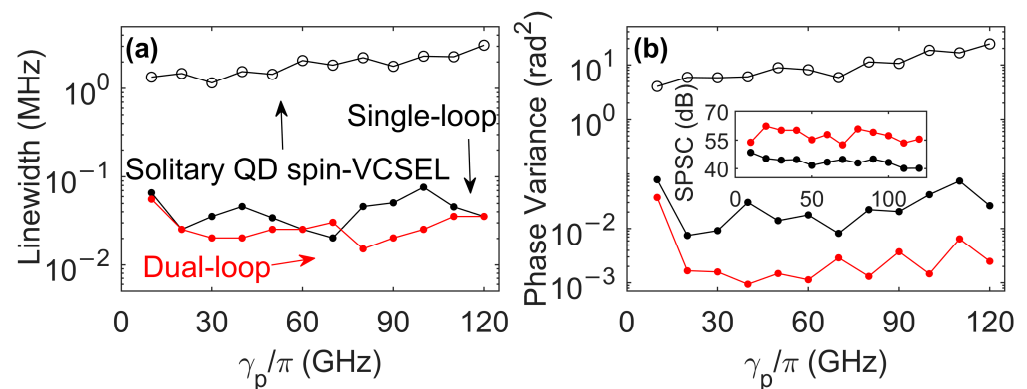 (a)
Linewidth (MHz)
10^0
10^-1
10^-2
Single-loop
Solitary QD spin-VCSEL
Dual-loop
0 30 60 90 120
γ_p/π (GHz)
(b)
Phase Variance (rad^2)
10^1
10^0
10^-2
10^-3
SPSC (dB)
70
55
40
0 50 100
0 30 60 90 120
γ_p/π (GHz)